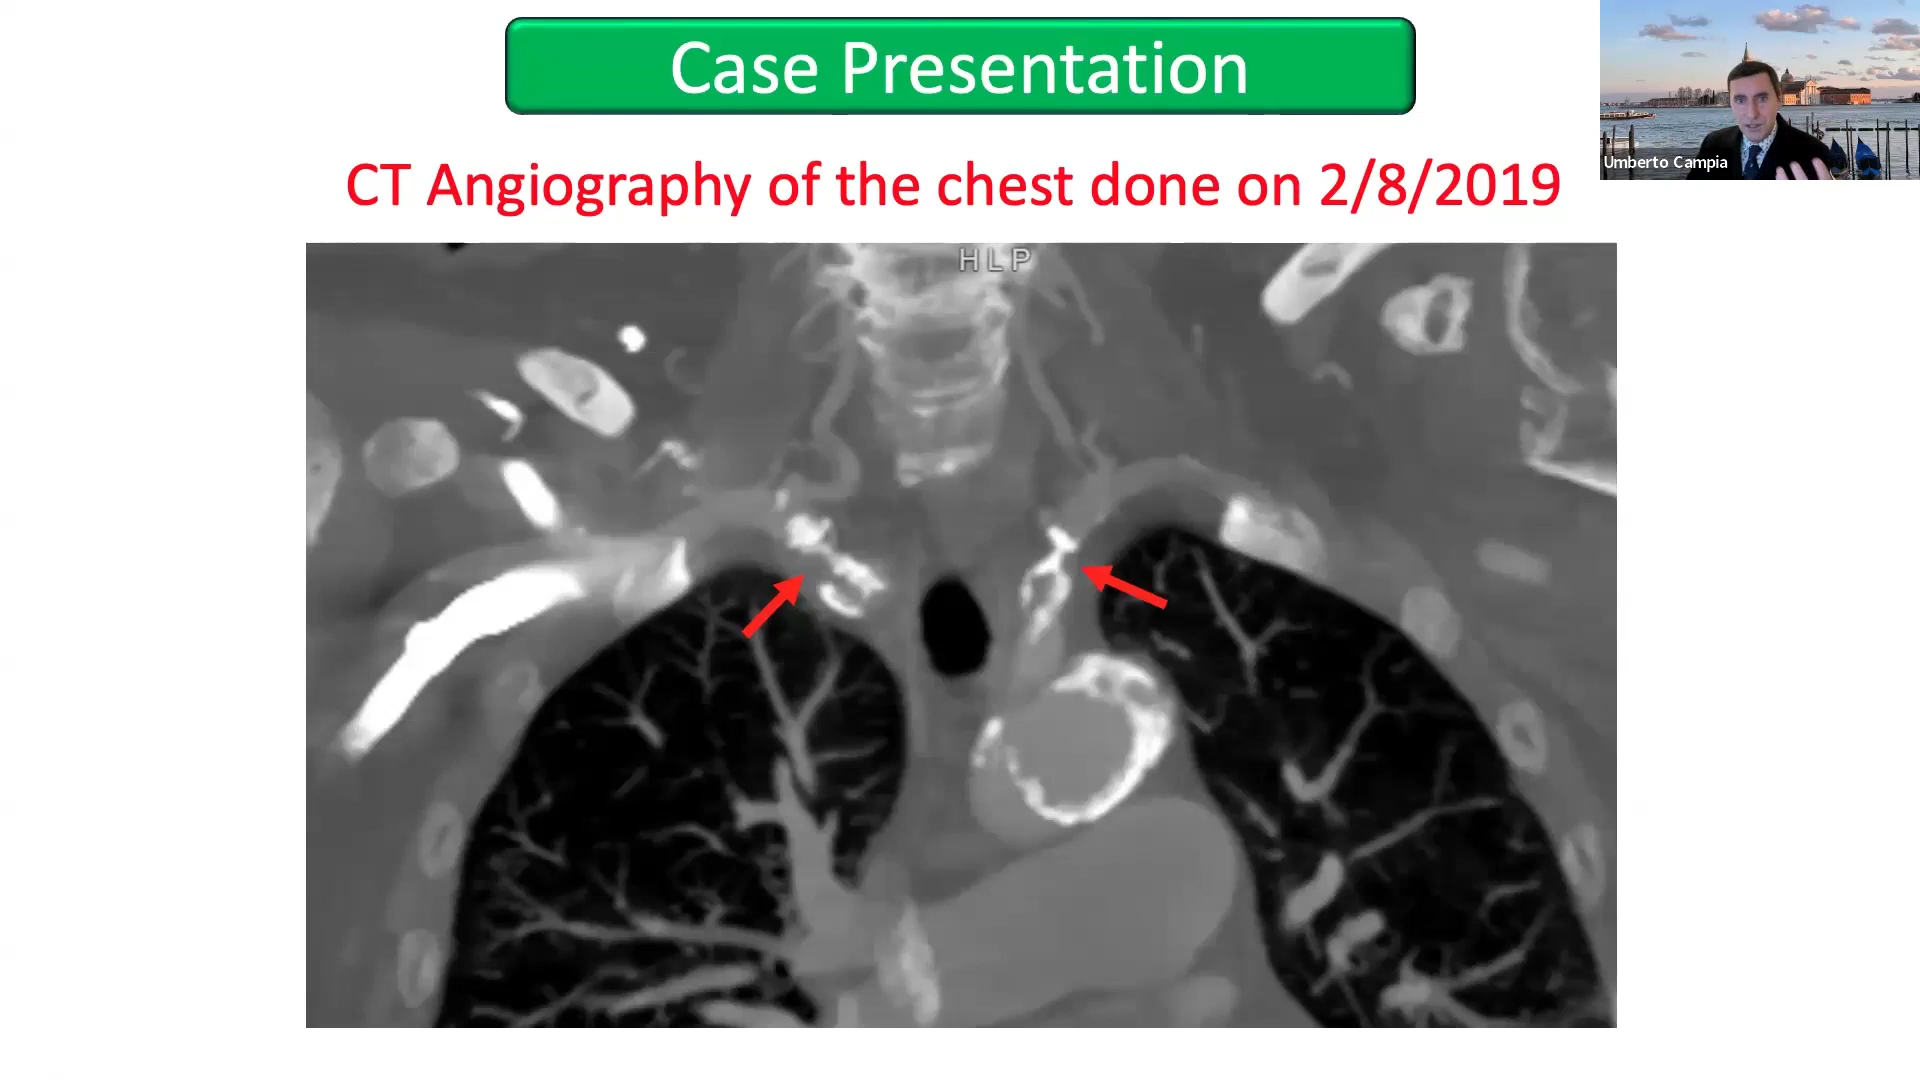 Case Presentation
Umberto Campia
CT Angiography of the chest done on 2/8/2019
HLP